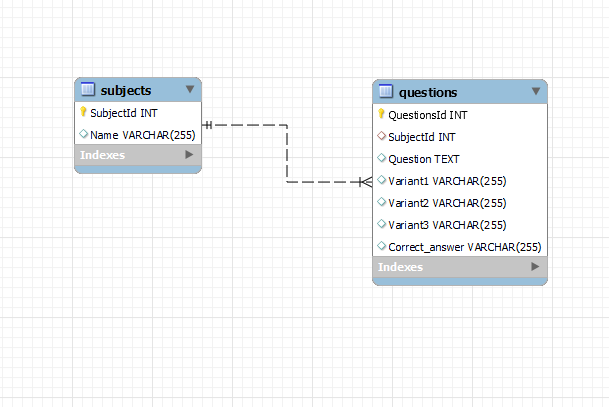 subjects
SubjectId INT
Name VARCHAR(255)
Indexes
questions
QuestionsId INT
SubjectId INT
Question TEXT
Variant1 VARCHAR(255)
Variant2 VARCHAR(255)
Variant3 VARCHAR(255)
Correct_answer VARCHAR(255)
Indexes